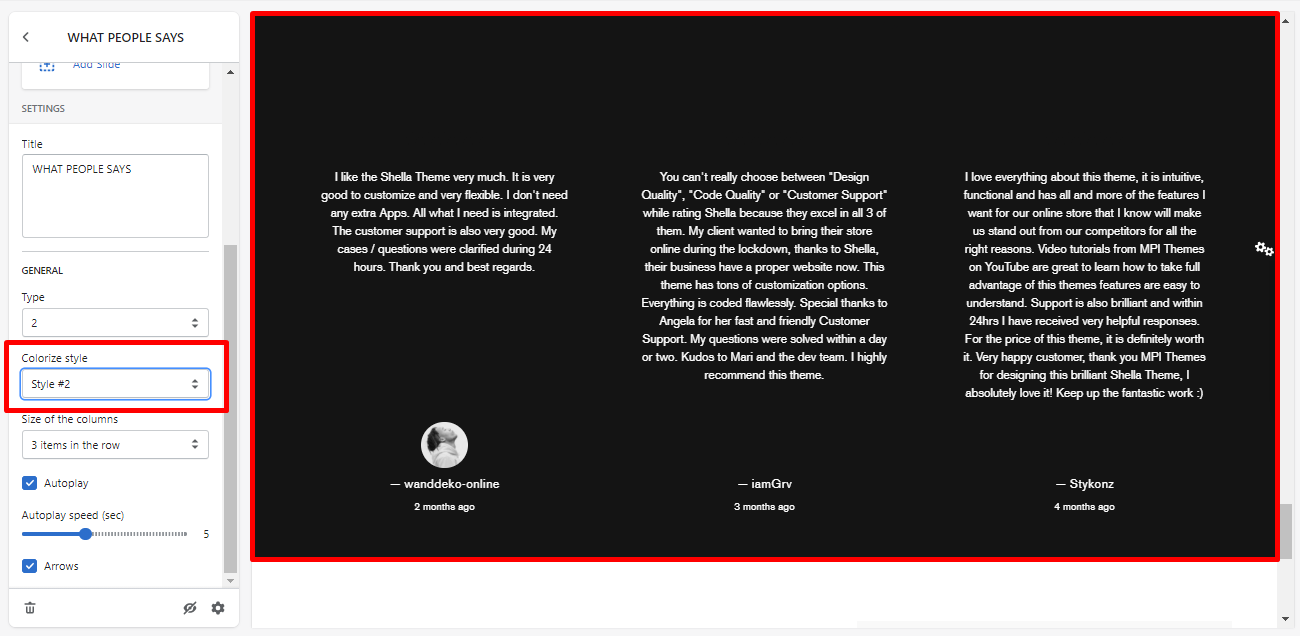 WHAT PEOPLE SAYS
Add Slide
SETTINGS
Title
WHAT PEOPLE SAYS
GENERAL
Type
2
Colorize style
Style #2
Size of the columns
3 items in the row
Autoplay
Autoplay speed (sec)
5
Arrows
I like the Shella Theme very much. It is very
good to customize and very flexible. I don't need
any extra Apps. All what I need is integrated.
The customer support is also very good. My
cases / questions were clarified during 24
hours. Thank you and best regards.
— wanddeko-online
2 months ago
You can't really choose between "Design
Quality", "Code Quality" or "Customer Support"
while rating Shella because they excel in all 3 of
them. My client wanted to bring their store
online during the lockdown, thanks to Shella,
their business have a proper website now. This
theme has tons of customization options.
Everything is coded flawlessly. Special thanks to
Angela for her fast and friendly Customer
Support. My questions were solved within a day
or two. Kudos to Mari and the dev team. I highly
recommend this theme.
— iamGrv
3 months ago
I love everything about this theme, it is intuitive,
functional and has all and more of the features I
want for our online store that I know will make
us stand out from our competitors for all the
right reasons. Video tutorials from MPI Themes
on YouTube are great to learn how to take full
advantage of this themes features are easy to
understand. Support is also brilliant and within
24hrs I have received very helpful responses.
For the price of this theme, it is definitely worth
it. Very happy customer, thank you MPI Themes
for designing this brilliant Shella Theme, I
absolutely love it! Keep up the fantastic work :)
— Stykonz
4 months ago